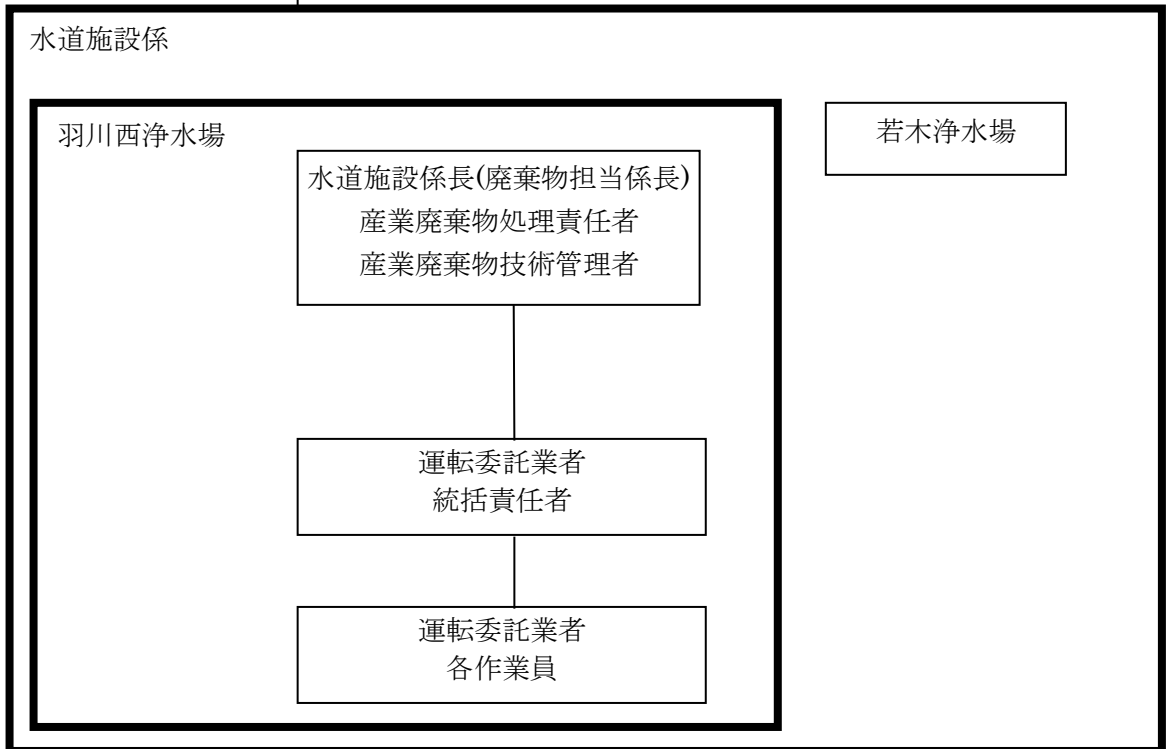 水道施設係
羽川西浄水場
若木浄水場
水道施設係長(廃棄物担当係長)
産業廃棄物処理責任者
産業廃棄物技術管理者
運転委託業者
統括責任者
運転委託業者
各作業員